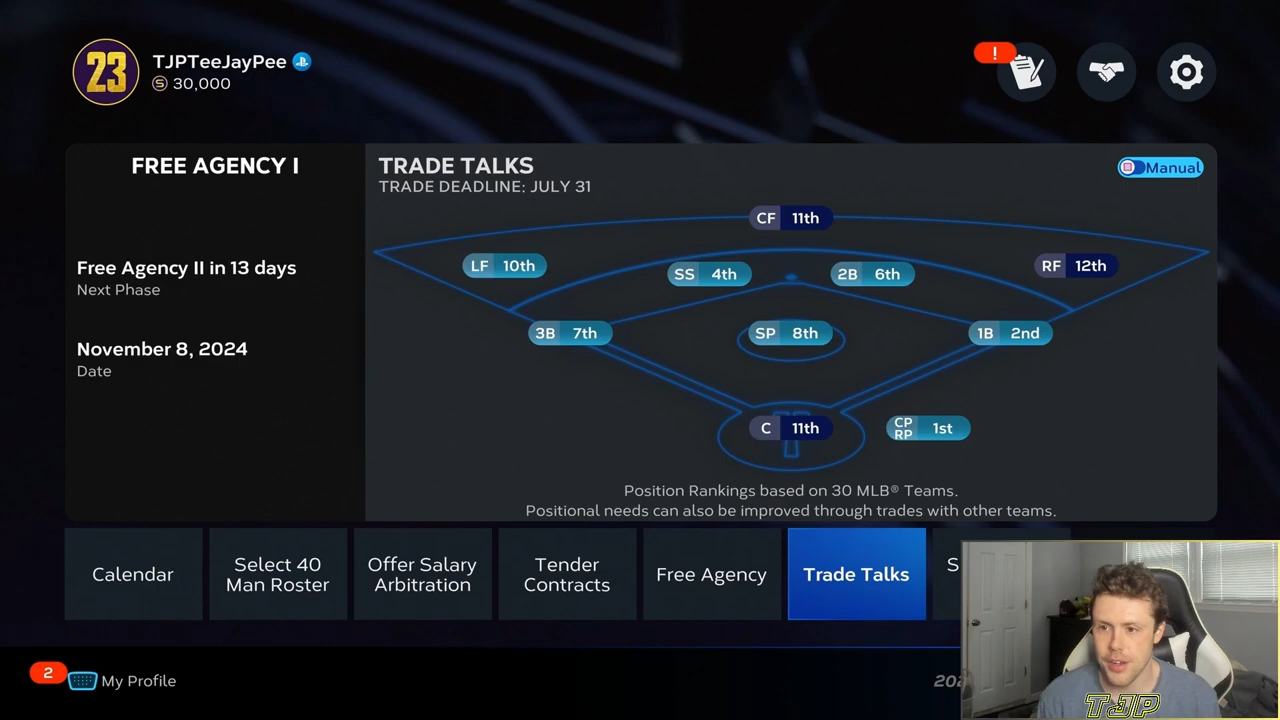 23
TJPTeeJayPee
S 30,000
!
FREE AGENCY I
Free Agency II in 13 days
Next Phase
November 8, 2024
Date
TRADE TALKS
TRADE DEADLINE: JULY 31
Manual
CF 11th
LF 10th
SS 4th
2B 6th
RF 12th
3B 7th
SP 8th
1B 2nd
C 11th
CP
RP 1st
Position Rankings based on 30 MLB® Teams.
Positional needs can also be improved through trades with other teams.
Calendar
Select 40
Man Roster
Offer Salary
Arbitration
Tender
Contracts
Free Agency
Trade Talks
S
2
My Profile
202
TJP